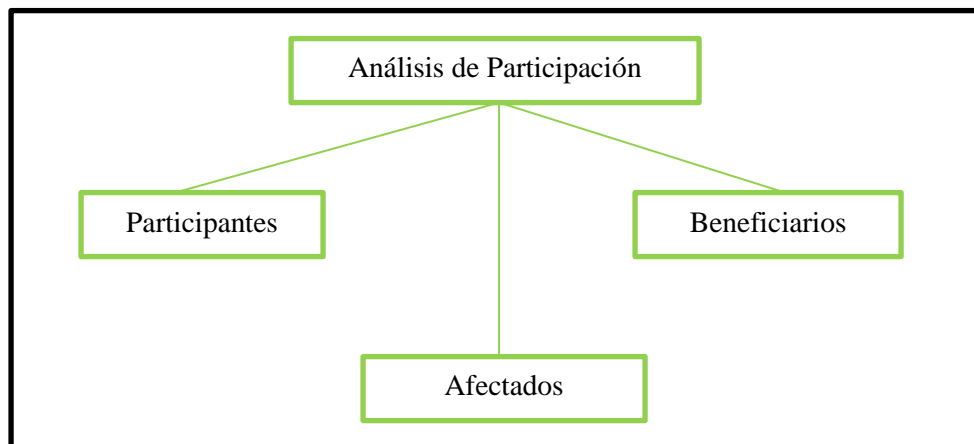 Análisis de Participación
Participantes
Beneficiarios
Afectados